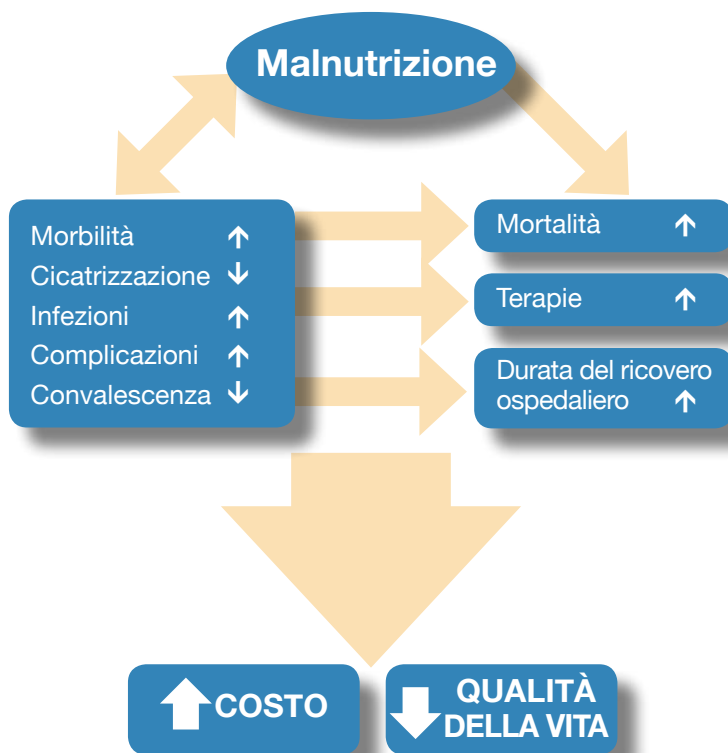 Malnutrizione
Morbilità ↑
Cicatrizzazione ↓
Infezioni ↑
Complicazioni ↑
Convalescenza ↓
Mortalità ↑
Terapie ↑
Durata del ricovero
ospedaliero ↑
COSTO
QUALITÀ
DELLA VITA